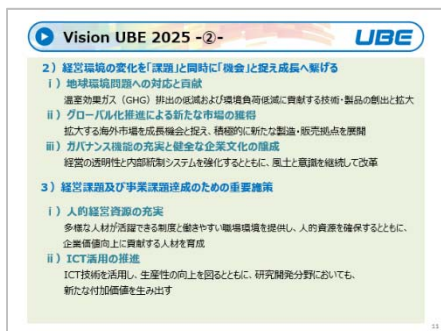 Vision UBE 2025 -②-
UBE
2）経営環境の変化を「課題」と同時に「機会」と捉え成長へ繋げる
ⅰ）地球環境問題への対応と貢献
温室効果ガス（GHG）排出の低減および環境負荷低減に貢献する技術・製品の創出と拡大
ⅱ）グローバル化推進による新たな市場の獲得
拡大する海外市場を成長機会と捉え、積極的に新たな製造・販売拠点を展開
ⅲ）ガバナンス機能の充実と健全な企業文化の醸成
経営の透明性と内部統制システムを強化するとともに、風土と意識を継続して改革
3）経営課題及び事業課題達成のための重要施策
ⅰ）人的経営資源の充実
多様な人材が活躍できる制度と働きやすい職場環境を提供し、人的資源を確保するとともに、
企業価値向上に貢献する人材を育成
ⅱ）ICT活用の推進
ICT技術を活用し、生産性の向上を図るとともに、研究開発分野においても、
新たな付加価値を生み出す